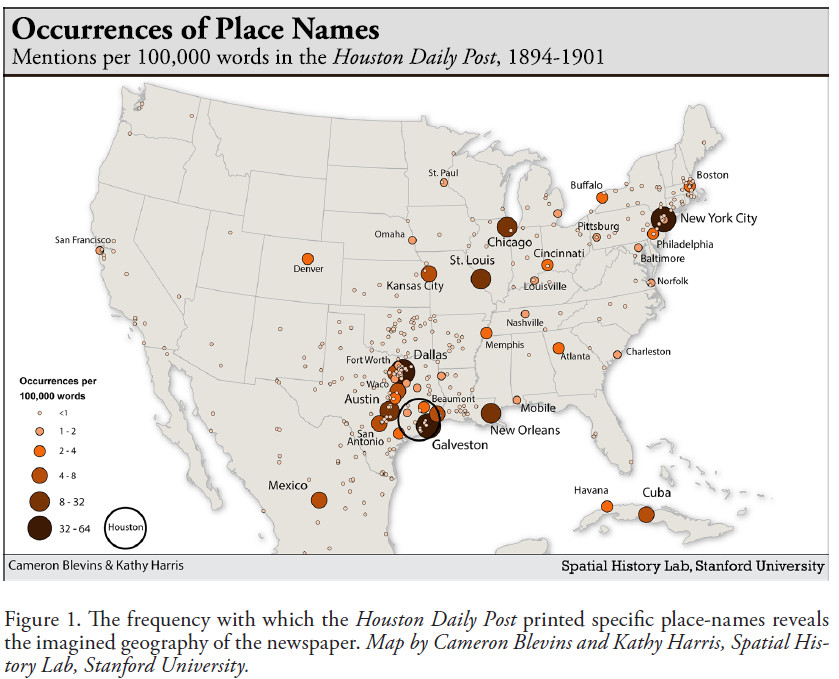 Occurrences of Place Names
Mentions per 100,000 words in the Houston Daily Post, 1894-1901
St. Paul
Boston
Buffalo
New York City
San Francisco
Omaha
Chicago
Pittsburg
Philadelphia
Baltimore
Denver
Kansas City
St. Louis
Cincinnati
Louisville
Norfolk
Nashville
Memphis
Atlanta
Charleston
Fort Worth
Dallas
Waco
Austin
Beaumont
Mobile
San
Antonio
New Orleans
Galveston
Mexico
Havana
Cuba
Occurrences per
100,000 words
<1
1 - 2
2 - 4
4 - 8
8 - 32
32 - 64
Houston
Cameron Blevins & Kathy Harris
Spatial History Lab, Stanford University
Figure 1. The frequency with which the Houston Daily Post printed specific place-names reveals
the imagined geography of the newspaper. Map by Cameron Blevins and Kathy Harris, Spatial His-
tory Lab, Stanford University.